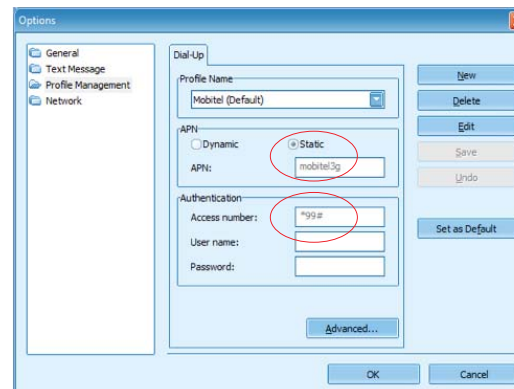 Options
General
Text Message
Profile Management
Network
Dial-Up
Profile Name
Mobitel (Default)
APN
Dynamic
Static
APN:
mobitel3g
Authentication
Access number:
*99#
User name:
Password:
Advanced...
New
Delete
Edit
Save
Undo
Set as Default
OK
Cancel